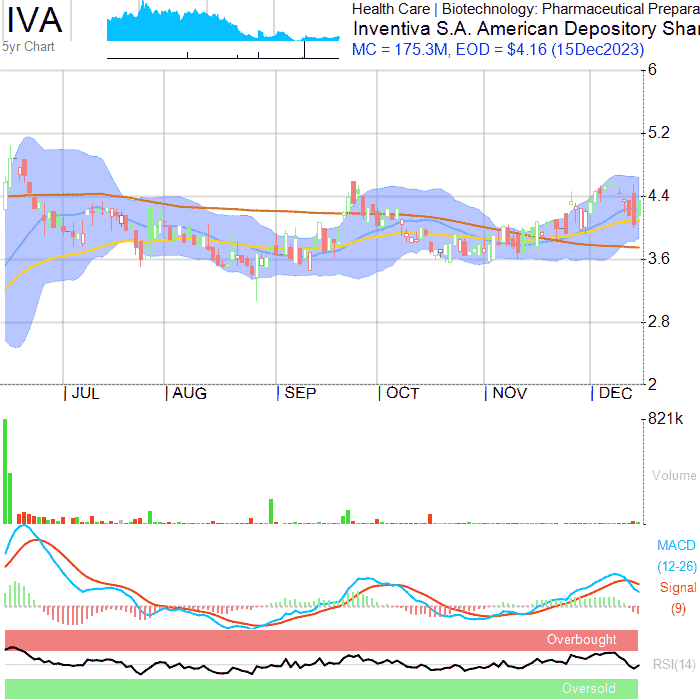 IVA
5yr Chart
Health Care | Biotechnology: Pharmaceutical Prepara
Inventiva S.A. American Depository Shar
MC = 175.3M, EOD = $4.16 (15Dec2023)
6
5.2
4.4
3.6
2.8
2
JUL AUG SEP OCT NOV DEC
821k
Volume
MACD
(12-26)
Signal
(9)
Overbought
RSI(14)
Oversold